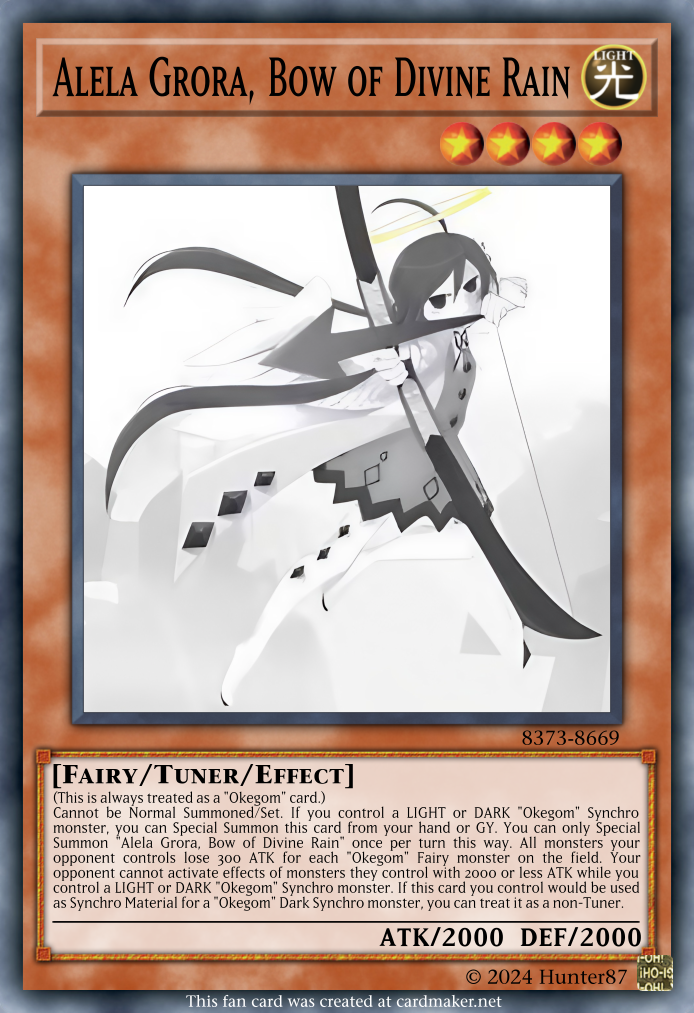 Alela Grora, Bow of Divine Rain
LIGHT
光
8373-8669
[Fairy/Tuner/Effect]
(This is always treated as a "Okegom" card.)
Cannot be Normal Summoned/Set. If you control a LIGHT or DARK "Okegom" Synchro
monster, you can Special Summon this card from your hand or GY. You can only Special
Summon "Alela Grora, Bow of Divine Rain" once per turn this way. All monsters your
opponent controls lose 300 ATK for each "Okegom" Fairy monster on the field. Your
opponent cannot activate effects of monsters they control with 2000 or less ATK while you
control a LIGHT or DARK "Okegom" Synchro monster. If this card you control would be used
as Synchro Material for a "Okegom" Dark Synchro monster, you can treat it as a non-Tuner.
ATK/2000 DEF/2000
© 2024 Hunter87
This fan card was created at cardmaker.net